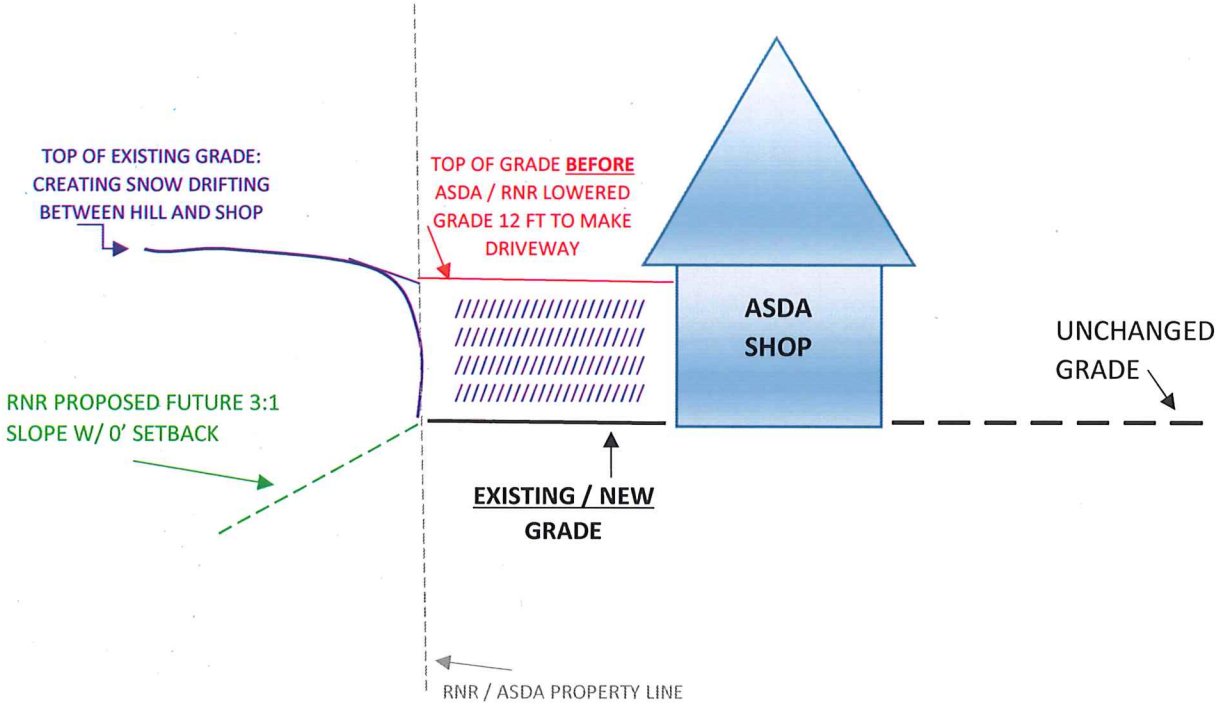 TOP OF EXISTING GRADE:
CREATING SNOW DRIFTING
BETWEEN HILL AND SHOP
TOP OF GRADE BEFORE
ASDA / RNR LOWERED
GRADE 12 FT TO MAKE
DRIVEWAY
ASDA
SHOP
UNCHANGED
GRADE
RNR PROPOSED FUTURE 3:1
SLOPE W/ 0' SETBACK
EXISTING / NEW
GRADE
RNR / ASDA PROPERTY LINE